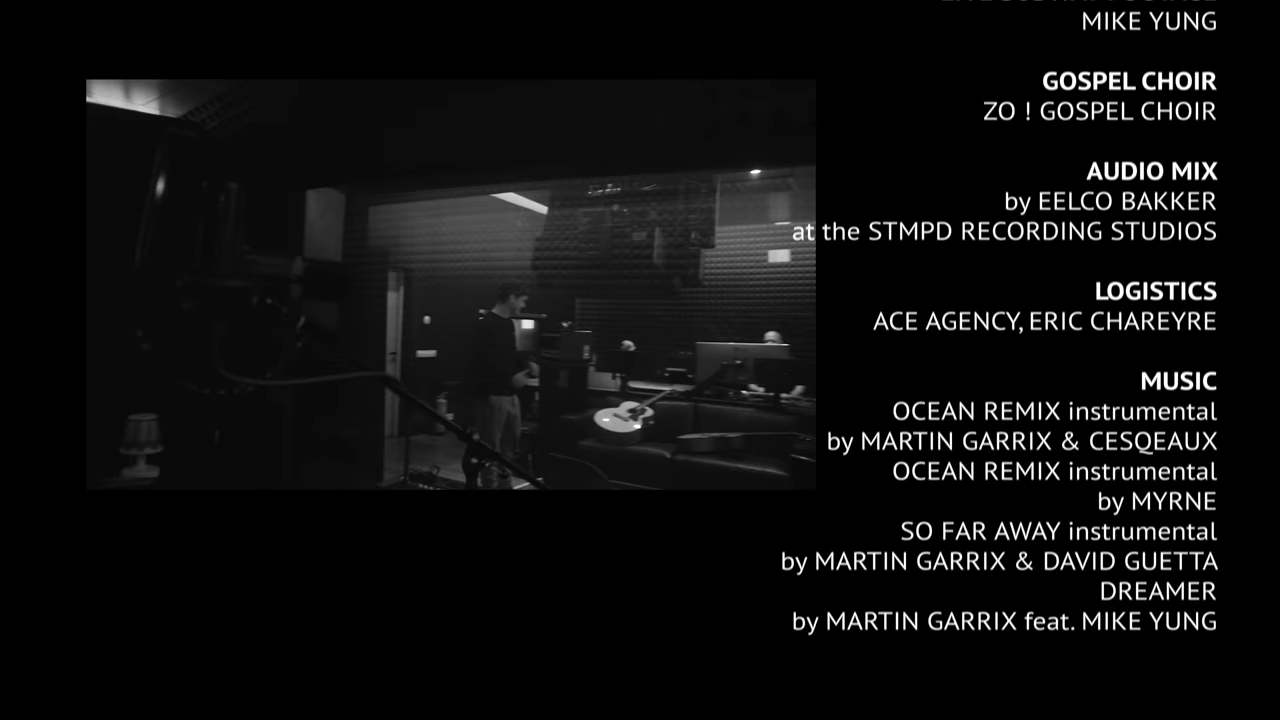 MIKE YUNG
GOSPEL CHOIR
ZO ! GOSPEL CHOIR
AUDIO MIX
by EELCO BAKKER
at the STMPD RECORDING STUDIOS
LOGISTICS
ACE AGENCY, ERIC CHAREYRE
MUSIC
OCEAN REMIX instrumental
by MARTIN GARRIX & CESQEAUX
OCEAN REMIX instrumental
by MYRNE
SO FAR AWAY instrumental
by MARTIN GARRIX & DAVID GUETTA
DREAMER
by MARTIN GARRIX feat. MIKE YUNG